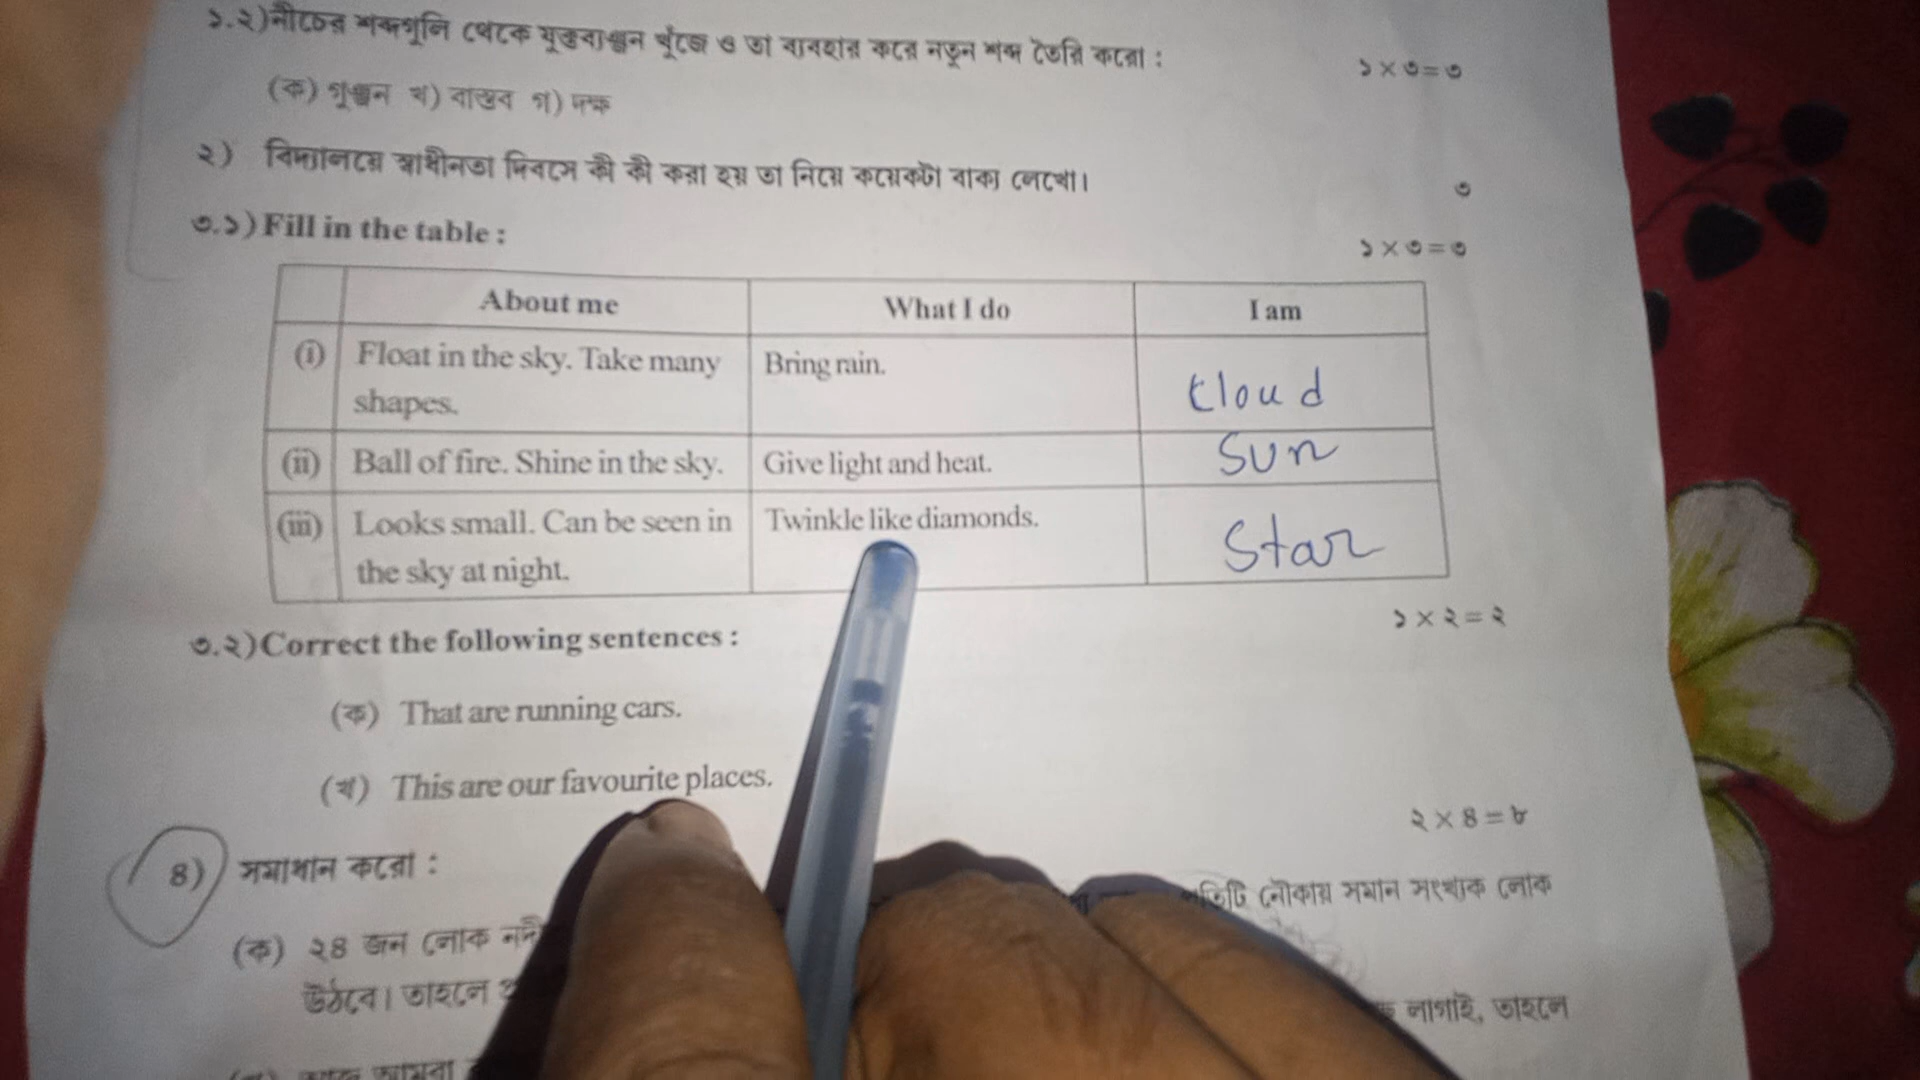 ১.২) নীচের শব্দগুলি থেকে যুক্তব্যঞ্জন খুঁজে ও তা ব্যবহার করে নতুন শব্দ তৈরি করো :
১ × ৩ = ৩
(ক) গুঞ্জন খ) বাস্তব গ) দক্ষ
২) বিদ্যালয়ে স্বাধীনতা দিবসে কী কী করা হয় তা নিয়ে কয়েকটা বাক্য লেখো।
৩
৩.১) Fill in the table :
১ × ৩ = ৩
About me What I do I am
(i) Float in the sky. Take many Bring rain.
shapes. cloud
(ii) Ball of fire. Shine in the sky. Give light and heat. Sun
(iii) Looks small. Can be seen in Twinkle like diamonds. Star
the sky at night.
৩.২) Correct the following sentences :
১ × ২ = ২
(ক) That are running cars.
(খ) This are our favourite places.
২ × ৪ = ৮
৪) সমাধান করো :
(ক) ২৪ জন লোক প্রতিটি নৌকায় সমান সংখ্যক লোক
উঠবে। তাহলে লাগাই, তাহলে